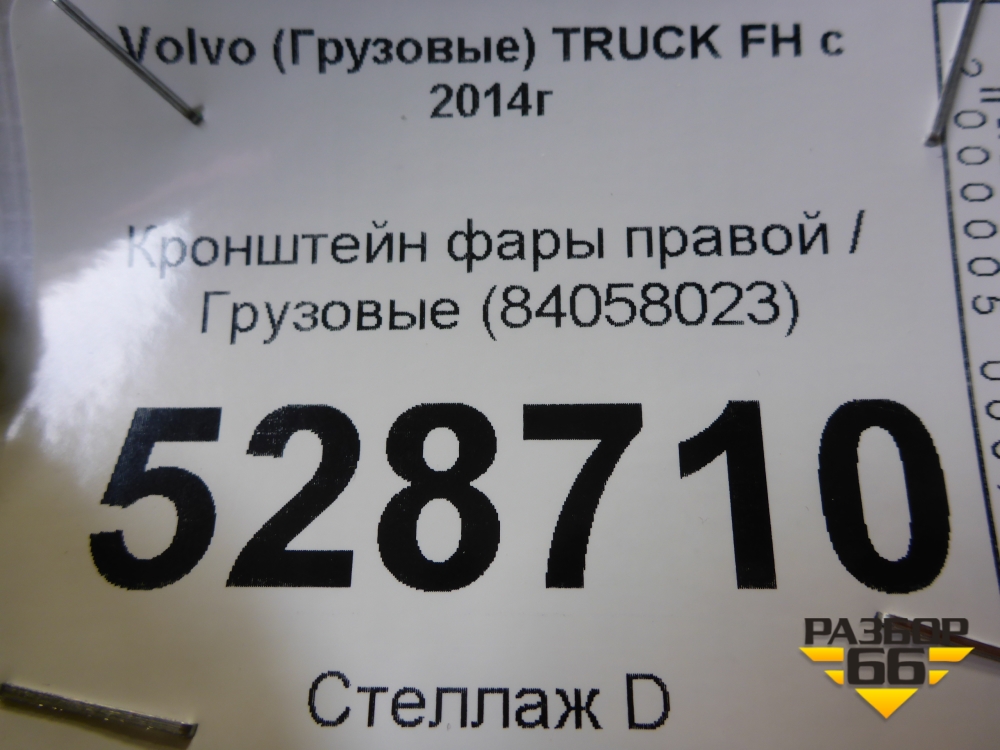 Volvo (Грузовые) TRUCK FH с
2014г
Кронштейн фары правой /
Грузовые (84058023)
528710
Стеллаж D
РАЗБОР
66